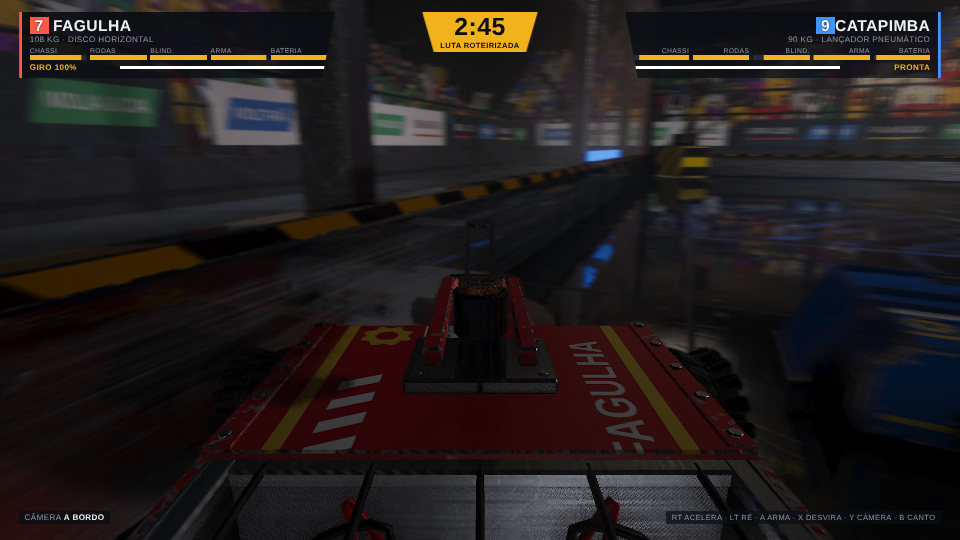 7 FAGULHA
108 KG · DISCO HORIZONTAL
CHASSI RODAS BLIND. ARMA BATERIA
GIRO 100%
2:45
LUTA ROTEIRIZADA
9 CATAPIMBA
90 KG · LANÇADOR PNEUMÁTICO
CHASSI RODAS BLIND. ARMA BATERIA
PRONTA
FAGULHA
CÂMERA A BORDO
RT ACELERA · LT RÉ · A ARMA · X DESVIRA · Y CÂMERA · B CANTO